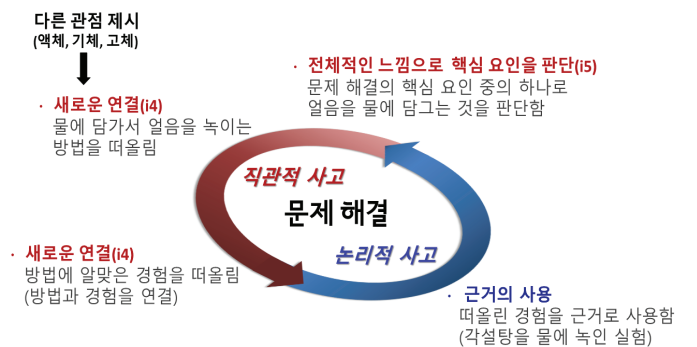 다른 관점 제시
(액체, 기체, 고체)
· 새로운 연결(i4)
물에 담가서 얼음을 녹이는
방법을 떠올림
· 전체적인 느낌으로 핵심 요인을 판단(i5)
문제 해결의 핵심 요인 중의 하나로
얼음을 물에 담그는 것을 판단함
직관적 사고
문제 해결
논리적 사고
· 새로운 연결(i4)
방법에 알맞은 경험을 떠올림
(방법과 경험을 연결)
· 근거의 사용
떠올린 경험을 근거로 사용함
(각설탕을 물에 녹인 실험)